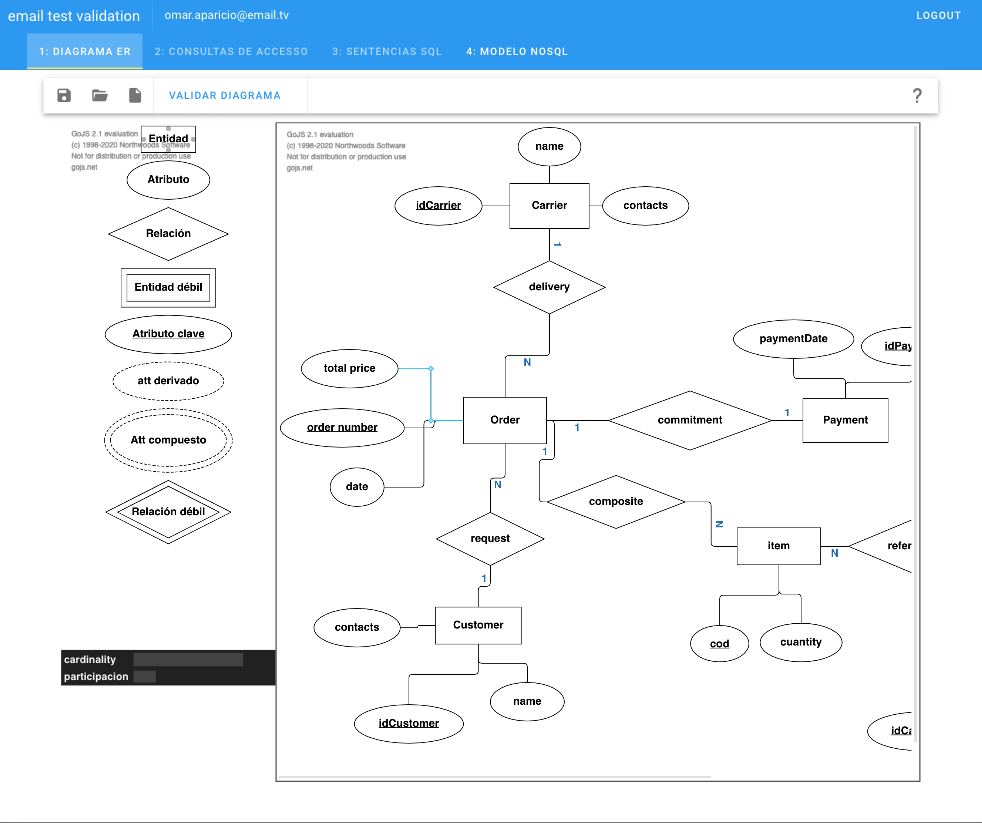 email test validation
omar.aparicio@email.tv
LOGOUT
1: DIAGRAMA ER
2: CONSULTAS DE ACCESSO
3: SENTENCIAS SQL
4: MODELO NOSQL
VALIDAR DIAGRAMA
?
GoJS 2.1 evaluation
(c) 1998-2020 Northwoods Software
Not for distribution or production use
gojs.net
Entidad
Atributo
Relación
Entidad débil
Atributo clave
att derivado
Att compuesto
Relación débil
cardinality
participacion
GoJS 2.1 evaluation
(c) 1998-2020 Northwoods Software
Not for distribution or production use
gojs.net
name
idCarrier
Carrier
contacts
1
delivery
N
total price
order number
date
Order
1
commitment
1
Payment
paymentDate
idPay
1
composite
N
item
N
refer
cod
cuantity
N
request
1
contacts
Customer
idCustomer
name
idCa